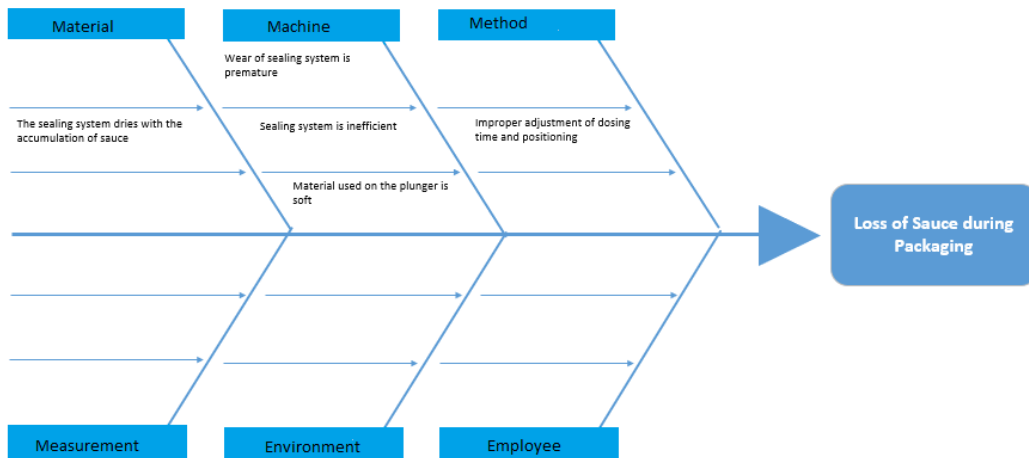 Material
Machine
Method
Wear of sealing system is
premature
The sealing system dries with the
accumulation of sauce
Sealing system is inefficient
Improper adjustment of dosing
time and positioning
Material used on the plunger is
soft
Loss of Sauce during
Packaging
Measurement
Environment
Employee